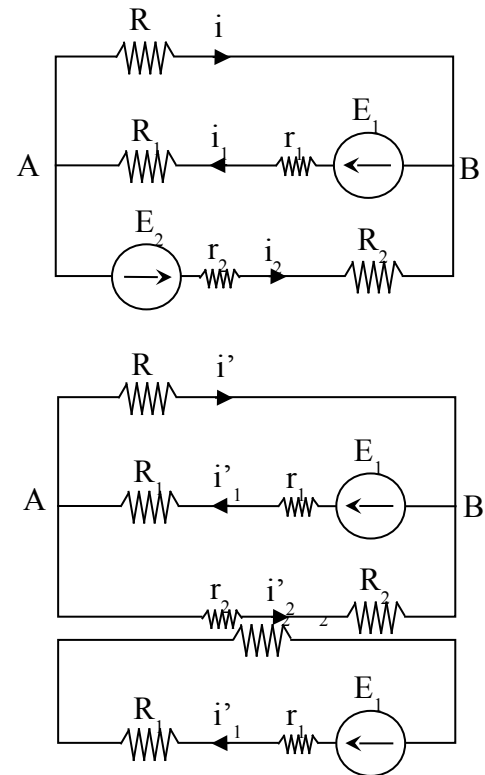 R i
E₁
R₁ i₁ r₁
A B
E₂
r₂ i₂ R₂
R i’
E₁
R₁ i’₁ r₁
A B
r₂ i’₂ R₂
2
E₁
R₁ i’₁ r₁